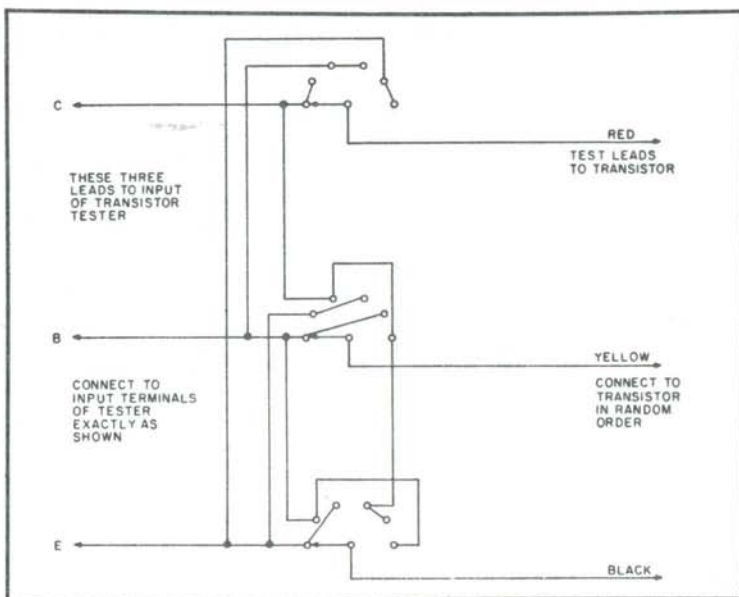 C
RED
TEST LEADS
TO TRANSISTOR
THESE THREE
LEADS TO INPUT
OF TRANSISTOR
TESTER
B
YELLOW
CONNECT TO
INPUT TERMINALS
OF TESTER
EXACTLY AS
SHOWN
CONNECT TO
TRANSISTOR
IN RANDOM
ORDER
E
BLACK